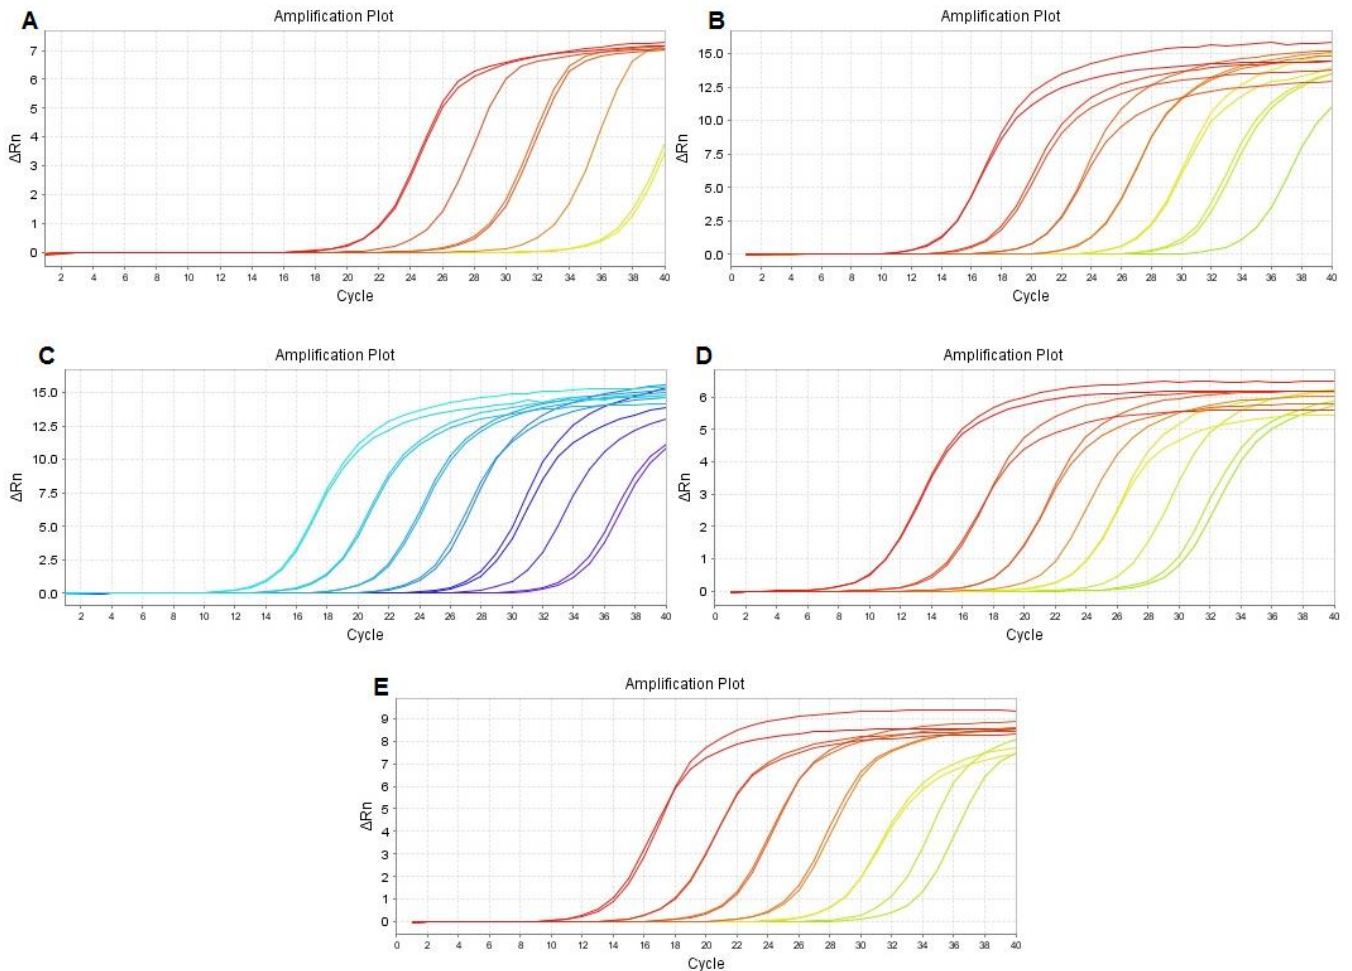 A
Amplification Plot
ΔRn
7
6
5
4
3
2
1
0
2 4 6 8 10 12 14 16 18 20 22 24 26 28 30 32 34 36 38 40
Cycle
B
Amplification Plot
ΔRn
15.0
12.5
10.0
7.5
5.0
2.5
0.0
0 2 4 6 8 10 12 14 16 18 20 22 24 26 28 30 32 34 36 38 40
Cycle
C
Amplification Plot
ΔRn
15.0
12.5
10.0
7.5
5.0
2.5
0.0
2 4 6 8 10 12 14 16 18 20 22 24 26 28 30 32 34 36 38 40
Cycle
D
Amplification Plot
ΔRn
6
5
4
3
2
1
0
0 2 4 6 8 10 12 14 16 18 20 22 24 26 28 30 32 34 36 38 40
Cycle
E
Amplification Plot
ΔRn
9
8
7
6
5
4
3
2
1
0
0 2 4 6 8 10 12 14 16 18 20 22 24 26 28 30 32 34 36 38 40
Cycle